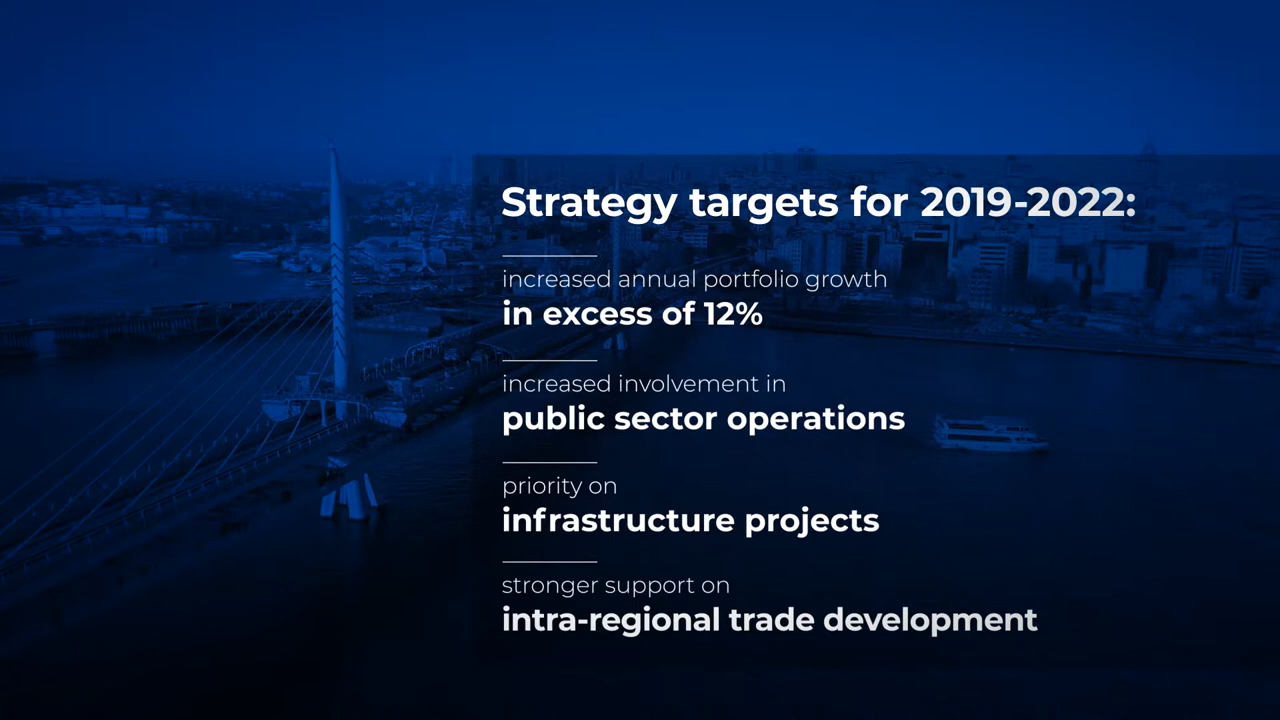 Strategy targets for 2019-2022:
increased annual portfolio growth
in excess of 12%
increased involvement in
public sector operations
priority on
infrastructure projects
stronger support on
intra-regional trade development